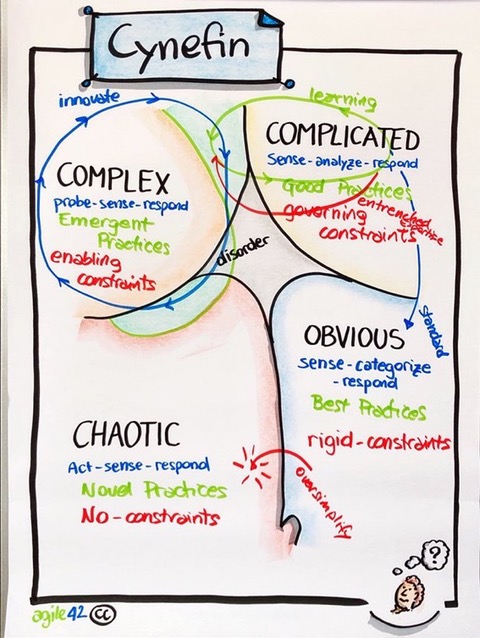 Cynefin
innovate
learning
COMPLICATED
Sense-analyze-respond
Good Practices
governing
constraints
entrenched
expertise
COMPLEX
probe-sense-respond
Emergent
Practices
enabling
constraints
disorder
standard
OBVIOUS
sense-categorize
-respond
Best Practices
rigid-constraints
CHAOTIC
Act-sense-respond
Novel Practices
No-constraints
oversimplify
?
agile42 cc